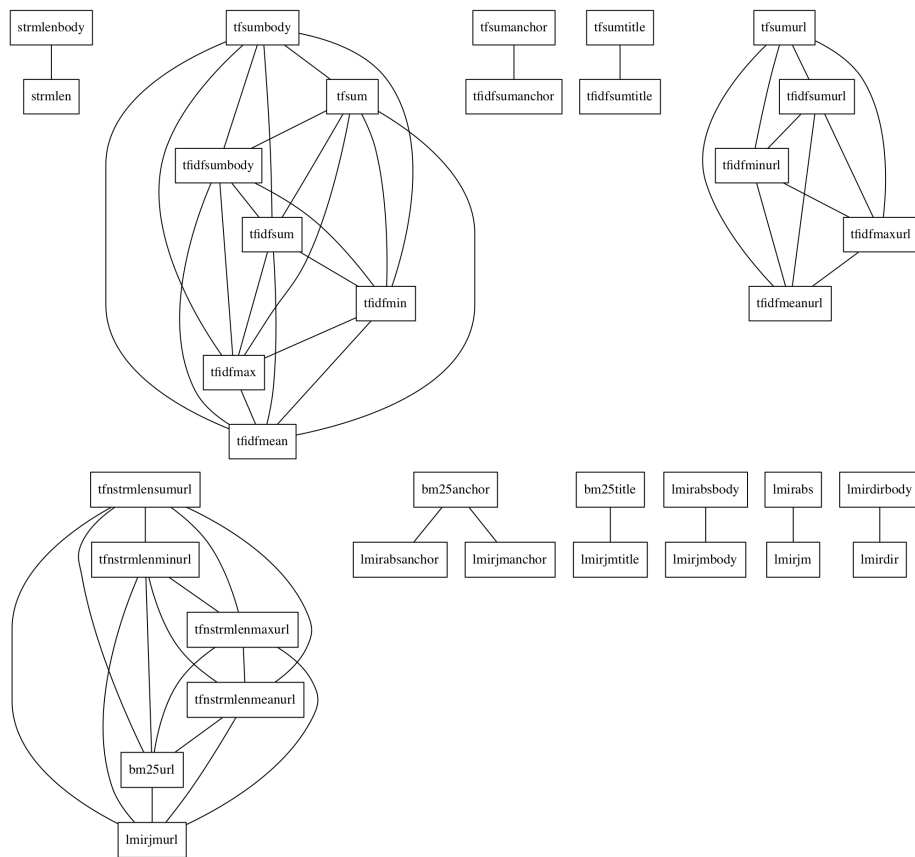 strmlenbody
tfsumbody
tfsumanchor
tfsumtitle
tfsumurl
strmlen
tfsum
tfidfsumanchor
tfidfsumtitle
tfidfsumurl
tfidfsumbody
tfidfminurl
tfidfsum
tfidfmaxurl
tfidfmin
tfidfmeanurl
tfidfmax
tfidfmean
tfnstrmlensumurl
bm25anchor
bm25title
lmirabsbody
lmirabs
lmirdirbody
tfnstrmlenminurl
lmirabsanchor
lmirjmanchor
lmirjmtitle
lmirjmbody
lmirjm
lmirdir
tfnstrmlenmaxurl
tfnstrmlenmeanurl
bm25url
lmirjmurl